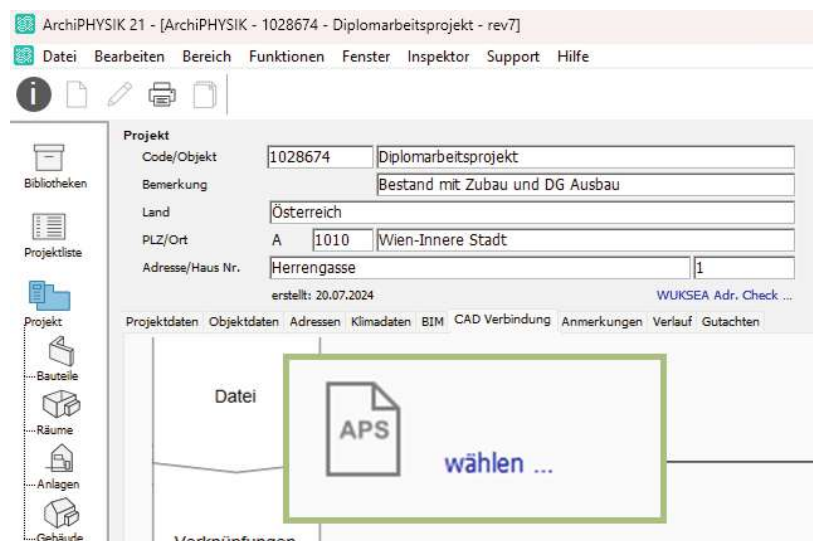 ArchiPHYSIK 21 - [ArchiPHYSIK - 1028674 - Diplomarbeitsprojekt - rev7]
Datei Bearbeiten Bereich Funktionen Fenster Inspektor Support Hilfe
Projekt
Code/Objekt 1028674 Diplomarbeitsprojekt
Bemerkung Bestand mit Zubau und DG Ausbau
Land Österreich
PLZ/Ort A 1010 Wien-Innere Stadt
Adresse/Haus Nr. Herrengasse 1
erstellt: 20.07.2024 WUKSEA Adr. Check ...
Projektdaten Objektdaten Adressen Klimadaten BIM CAD Verbindung Anmerkungen Verlauf Gutachten
Bibliotheken
Projektliste
Projekt
Bauteile
Räume
Anlagen
Gebäude
Datei
APS
wählen ...
Verknüpfungen